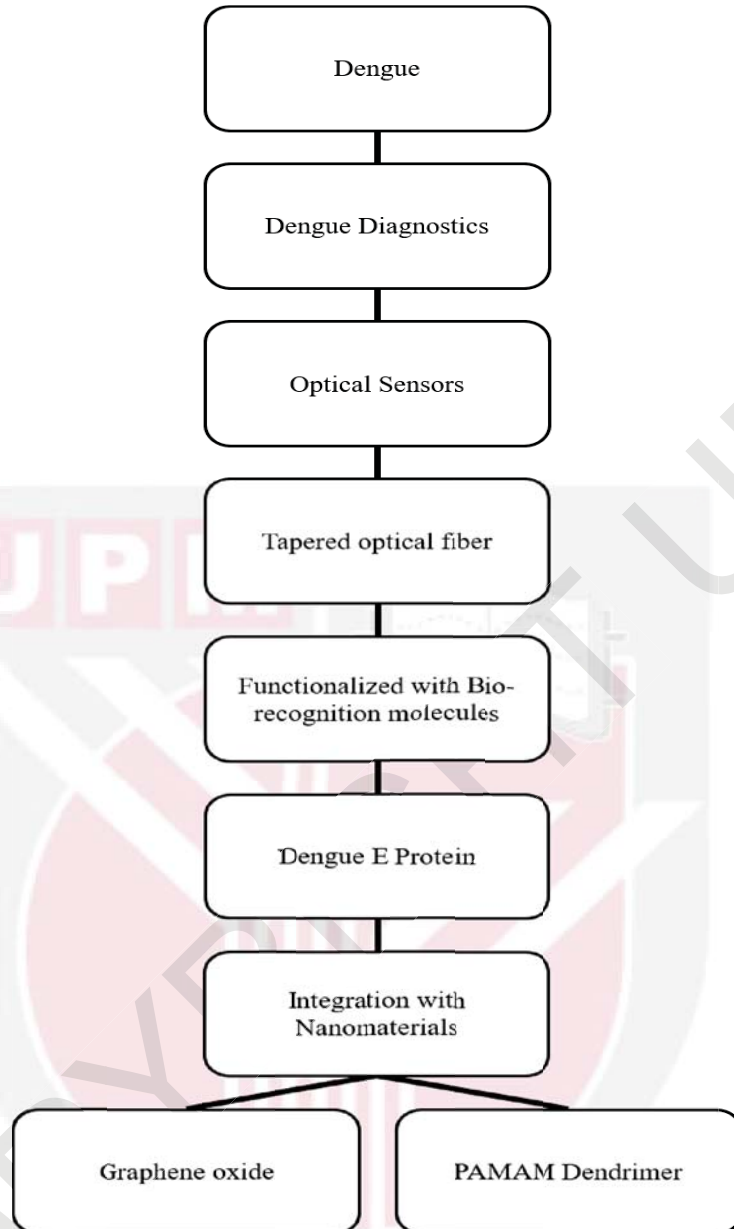 Dengue
Dengue Diagnostics
Optical Sensors
Tapered optical fiber
Functionalized with Bio-
recognition molecules
Dengue E Protein
Integration with
Nanomaterials
Graphene oxide
PAMAM Dendrimer
UPM